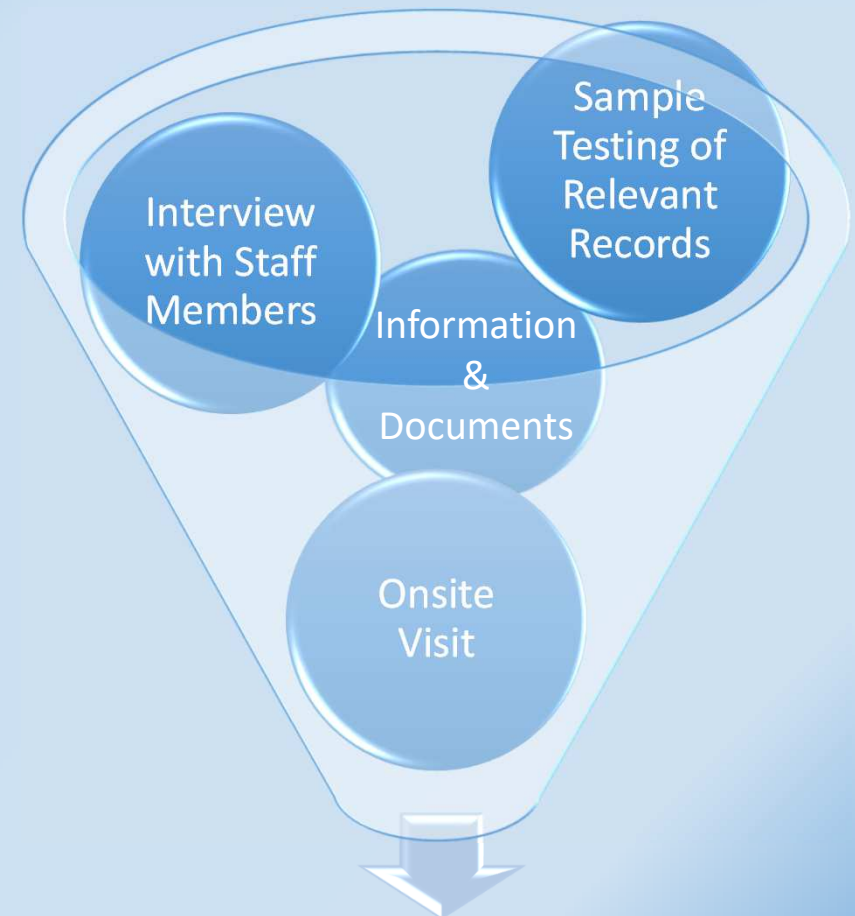 Sample
Testing of
Relevant
Records
Interview
with Staff
Members
Information
&
Documents
Onsite
Visit